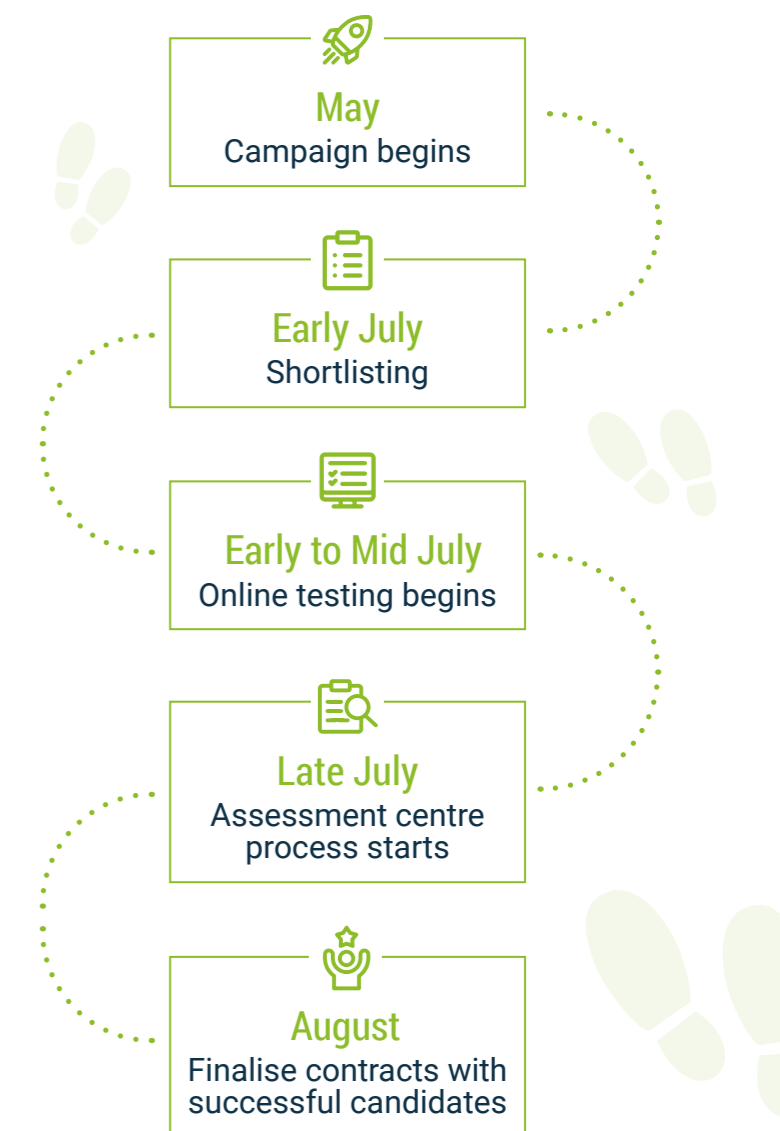 May
Campaign begins
Early July
Shortlisting
Early to Mid July
Online testing begins
Late July
Assessment centre
process starts
August
Finalise contracts with
successful candidates